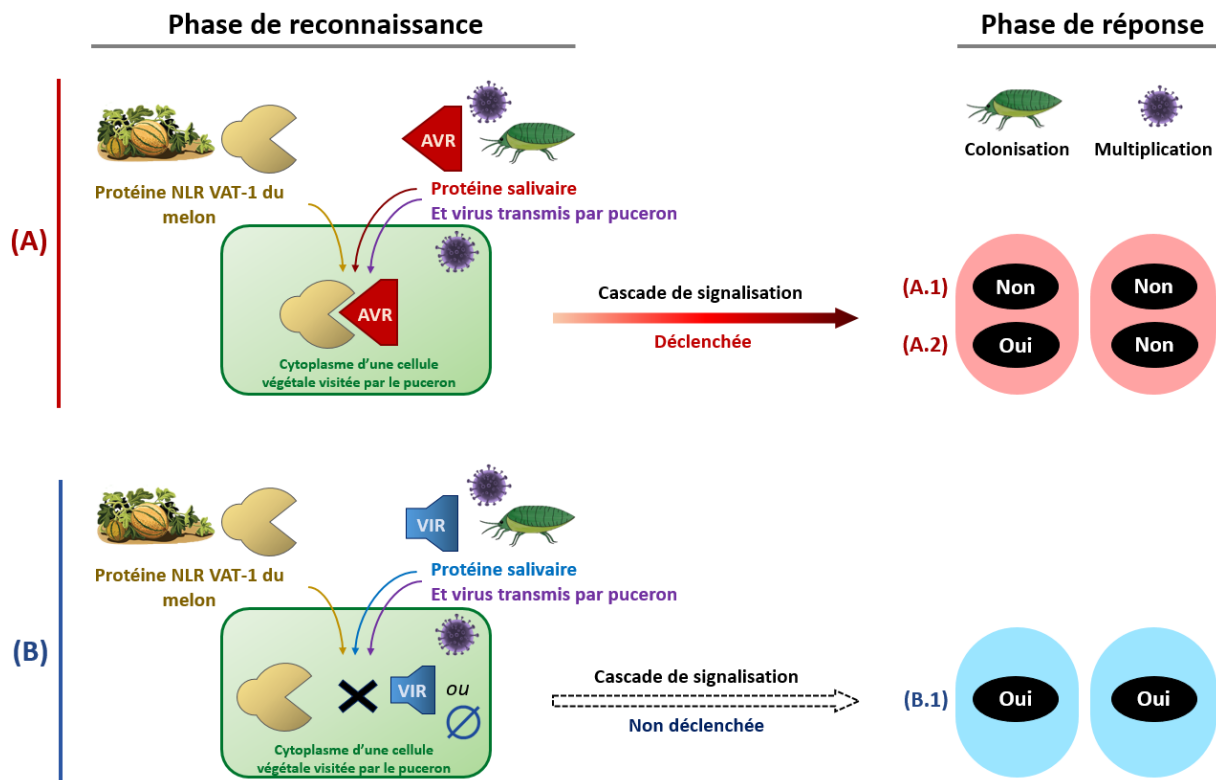 Phase de reconnaissance
Phase de réponse
(A)
AVR
Protéine NLR VAT-1 du
melon
Protéine salivaire
Et virus transmis par puceron
AVR
Cytoplasme d'une cellule
végétale visitée par le puceron
Cascade de signalisation
Déclenchée
Colonisation
Multiplication
(A.1)
Non
Non
(A.2)
Oui
Non
(B)
VIR
Protéine NLR VAT-1 du
melon
Protéine salivaire
Et virus transmis par puceron
VIR
ou
Cytoplasme d'une cellule
végétale visitée par le puceron
Cascade de signalisation
Non déclenchée
(B.1)
Oui
Oui